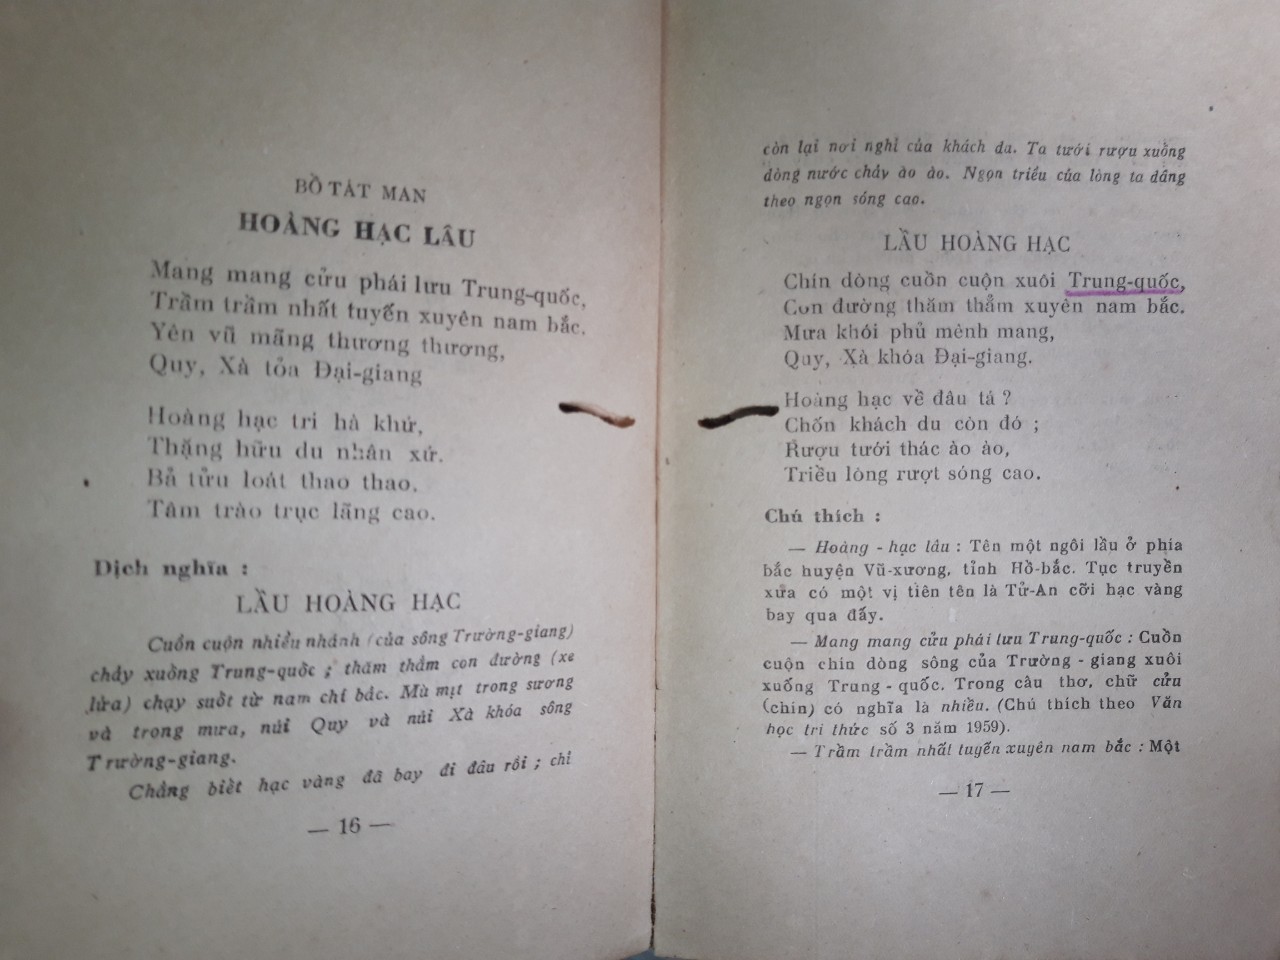 BỒ TÁT MAN
HOÀNG HẠC LÂU
Mang mang cửu phái lưu Trung-quốc,
Trầm trầm nhất tuyến xuyên nam bắc.
Yên vũ mãng thương thương,
Quy, Xà tỏa Đại-giang
Hoàng hạc tri hà khứ,
Thặng hữu du nhân xứ.
Bả tửu loát thao thao,
Tâm trào trục lãng cao.
Dịch nghĩa :
LẦU HOÀNG HẠC
Cuồn cuộn nhiều nhánh (của sông Trường-giang)
chảy xuống Trung-quốc ; thăm thẳm con đường (xe
lửa) chạy suốt từ nam chí bắc. Mù mịt trong sương
và trong mưa, núi Quy và núi Xà khóa sông
Trường-giang.
Chẳng biết hạc vàng đã bay đi đâu rồi ; chỉ
— 16 —
còn lại nơi nghỉ của khách du. Ta tưới rượu xuống
dòng nước chảy ào ào. Ngọn triều của lòng ta dâng
theo ngọn sóng cao.
LẦU HOÀNG HẠC
Chín dòng cuồn cuộn xuôi Trung-quốc,
Con đường thăm thẳm xuyên nam bắc.
Mưa khói phủ mênh mang,
Quy, Xà khóa Đại-giang.
Hoàng hạc về đâu tá ?
Chốn khách du còn đó ;
Rượu tưới thác ào ào,
Triều lòng rượt sóng cao.
Chú thích :
— Hoàng - hạc lâu : Tên một ngôi lầu ở phía
bắc huyện Vũ-xương, tỉnh Hồ-bắc. Tục truyền
xưa có một vị tiên tên là Tử-An cỡi hạc vàng
bay qua đấy.
— Mang mang cửu phái lưu Trung-quốc : Cuồn
cuộn chín dòng sông của Trường - giang xuôi
xuống Trung - quốc. Trong câu thơ, chữ cửu
(chín) có nghĩa là nhiều. (Chú thích theo Văn
học tri thức số 3 năm 1959).
— Trầm trầm nhất tuyến xuyên nam bắc : Một
— 17 —